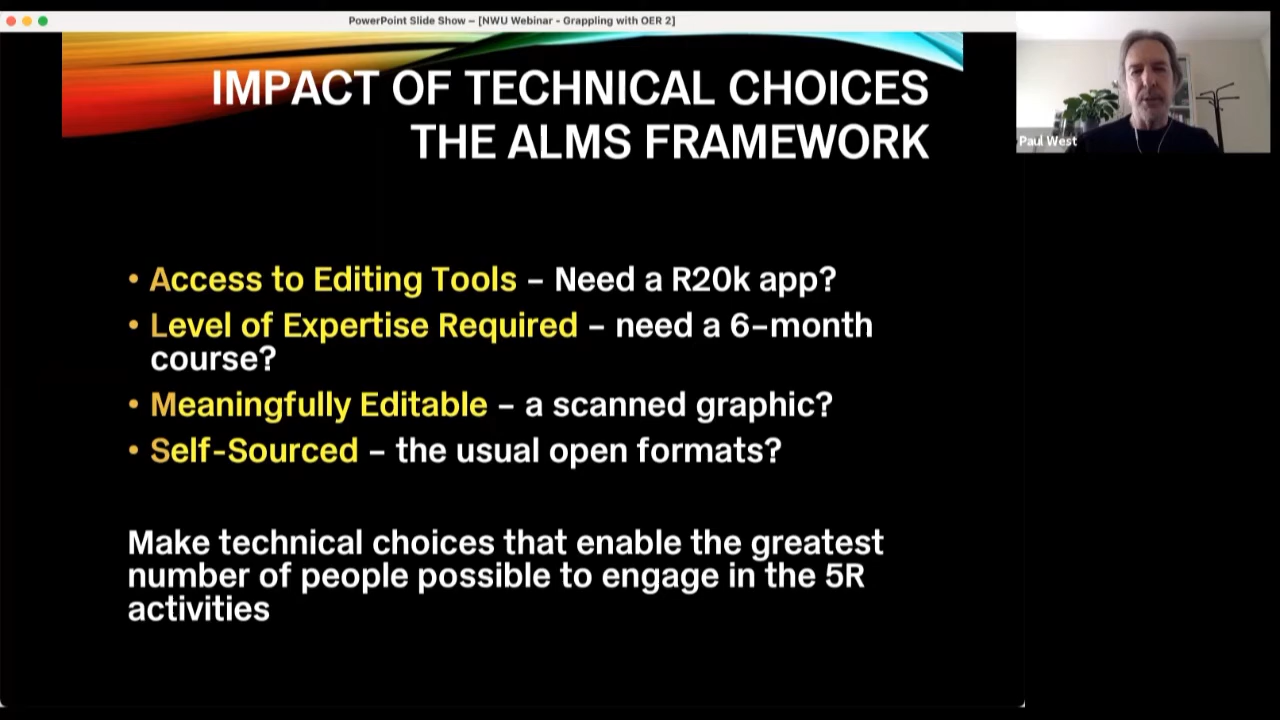 PowerPoint Slide Show – [NWU Webinar - Grappling with OER 2]
IMPACT OF TECHNICAL CHOICES
THE ALMS FRAMEWORK
Paul West
• Access to Editing Tools – Need a R20k app?
• Level of Expertise Required – need a 6-month
course?
• Meaningfully Editable – a scanned graphic?
• Self-Sourced – the usual open formats?
Make technical choices that enable the greatest
number of people possible to engage in the 5R
activities